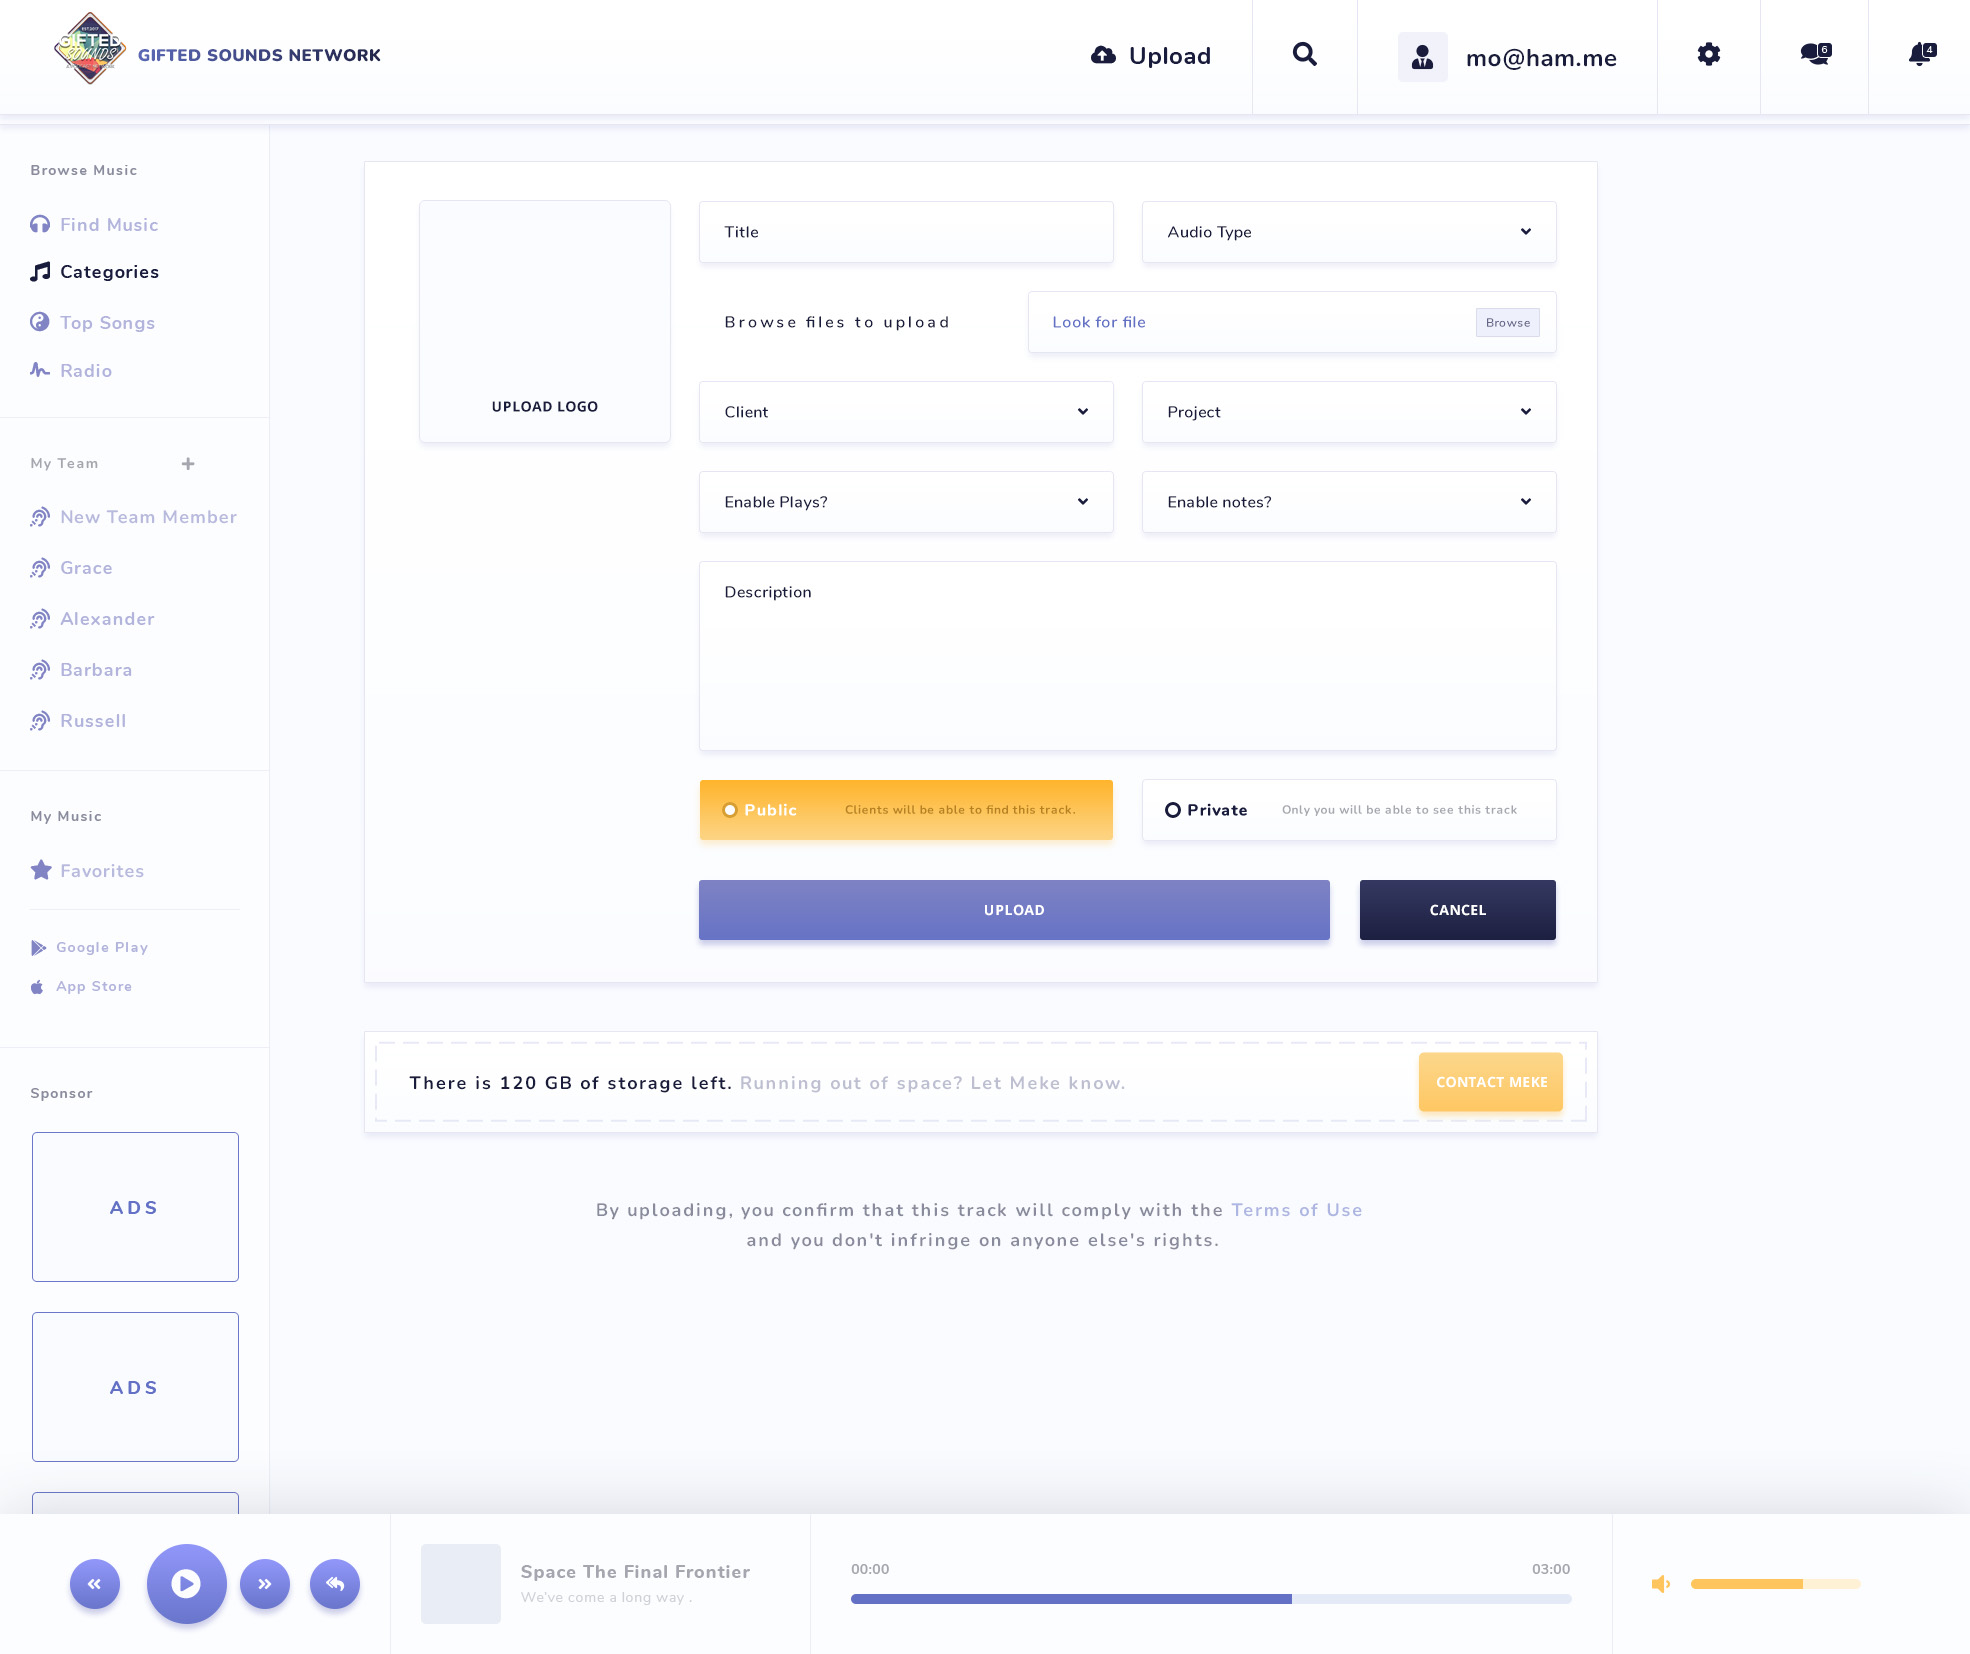 EST.2017
GIFTED
SOUNDS
GIFTED SOUNDS NETWORK
Upload
mo@ham.me
6
4
Browse Music
Find Music
Categories
Top Songs
Radio
My Team
New Team Member
Grace
Alexander
Barbara
Russell
My Music
Favorites
Google Play
App Store
Sponsor
ADS
ADS
UPLOAD LOGO
Title
Audio Type
Browse files to upload
Look for file
Browse
Client
Project
Enable Plays?
Enable notes?
Description
Public
Clients will be able to find this track.
Private
Only you will be able to see this track
UPLOAD
CANCEL
There is 120 GB of storage left. Running out of space? Let Meke know.
CONTACT MEKE
By uploading, you confirm that this track will comply with the Terms of Use
and you don't infringe on anyone else's rights.
Space The Final Frontier
We've come a long way .
00:00
03:00